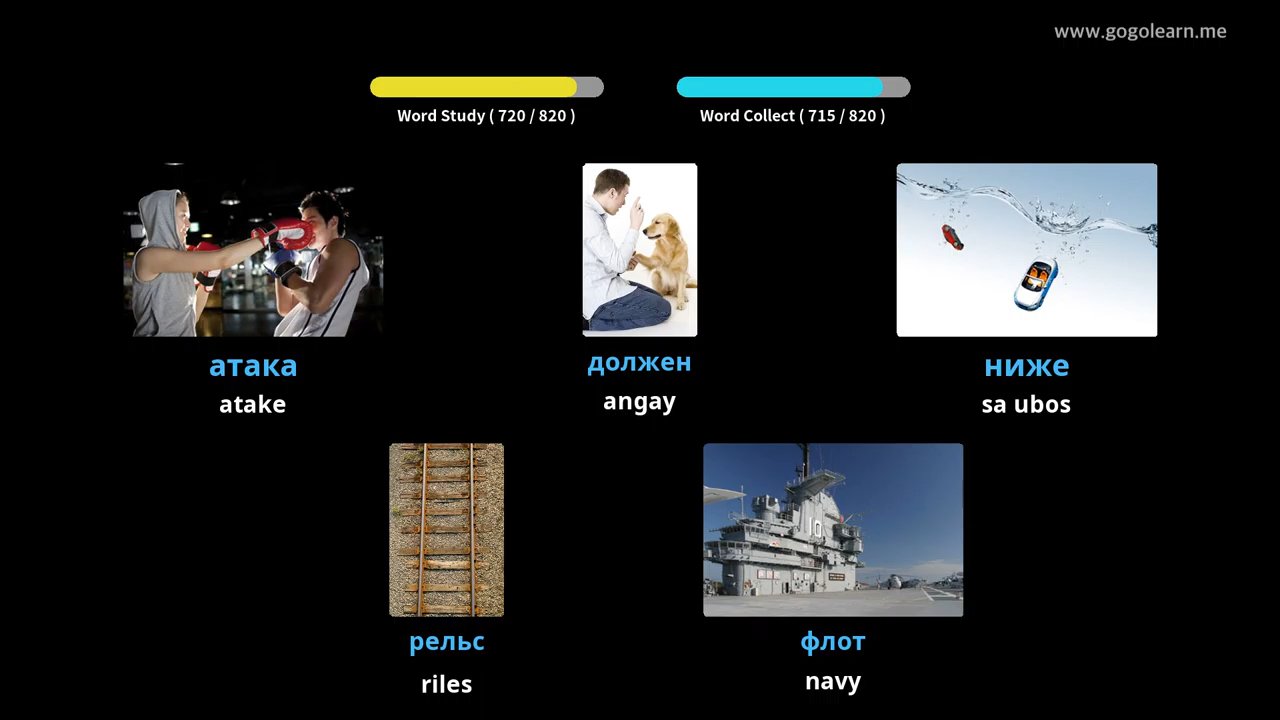 www.gogolearn.me
Word Study ( 720 / 820 )
Word Collect ( 715 / 820 )
атака
atake
должен
angay
ниже
sa ubos
10
рельс
riles
флот
navy